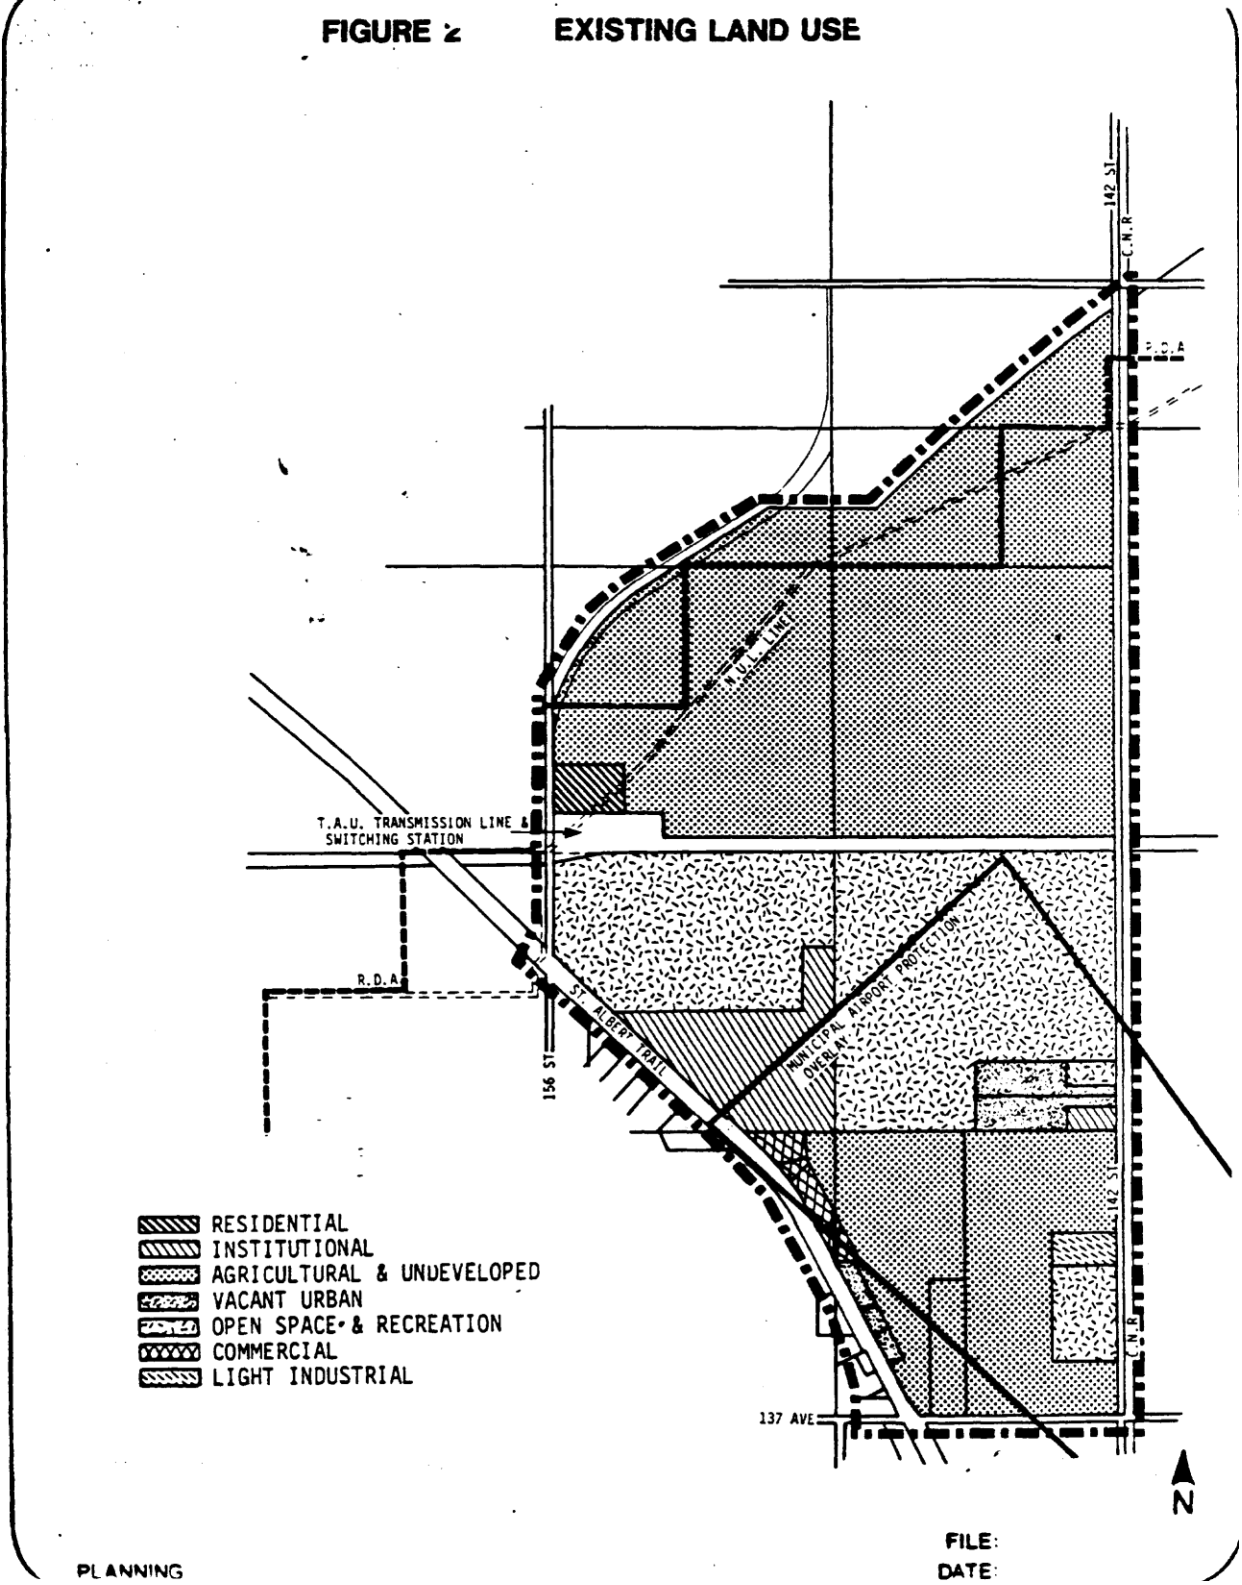 FIGURE 2 EXISTING LAND USE
142 ST
C.N.R
R.D.A
N.U.L. LINE
T.A.U. TRANSMISSION LINE &
SWITCHING STATION
R.D.A
ST. ALBERT TRAIL
156 ST
MUNICIPAL AIRPORT PROTECTION
OVERLAY
142 ST
C.N.R
RESIDENTIAL
INSTITUTIONAL
AGRICULTURAL & UNDEVELOPED
VACANT URBAN
OPEN SPACE & RECREATION
COMMERCIAL
LIGHT INDUSTRIAL
137 AVE
N
FILE:
DATE:
PLANNING